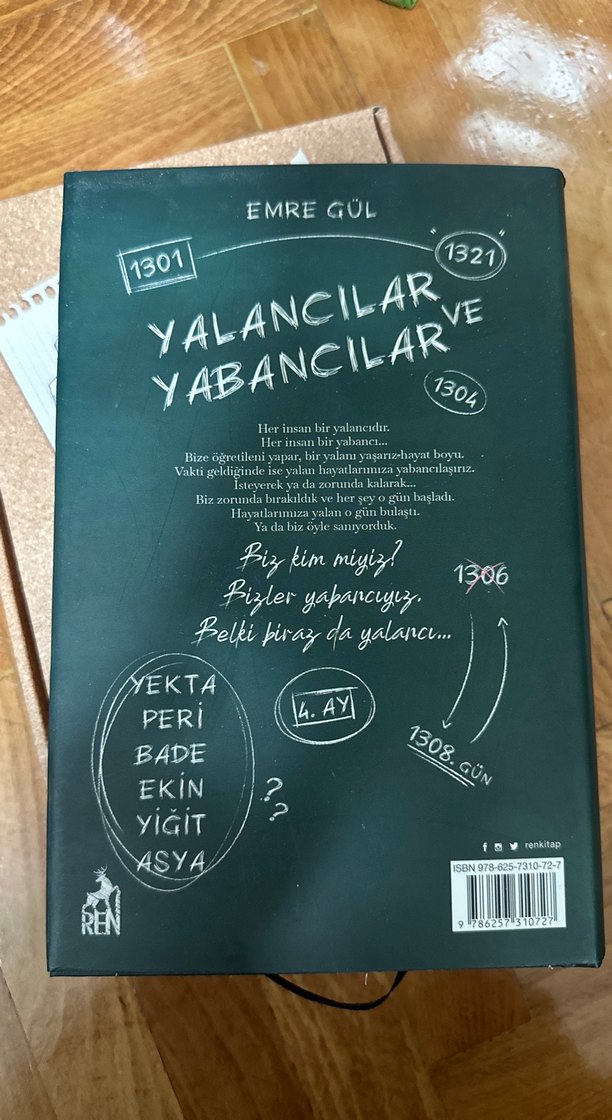 EMRE GÜL
1301
"1321"
YALANCILAR VE
YABANCILAR
1304
Her insan bir yalancıdır.
Her insan bir yabancı...
Bize öğretileni yapar, bir yalanı yaşarız hayat boyu.
Vakti geldiğinde ise yalan hayatlarımıza yabancılaşırız.
İsteyerek ya da zorunda kalarak...
Biz zorunda bırakıldık ve her şey o gün başladı.
Hayatlarımıza yalan o gün bulaştı.
Ya da biz öyle sanıyorduk.
Biz kim miyiz?
Bizler yabancıyız.
Belki biraz da yalancı...
1306
YEKTA
PERİ
BADE
EKİN
YİĞİT
ASYA
??
4. AY
1308. GÜN
renkitap
ISBN 978-625-7310-72-7
9 786257 310727
REN